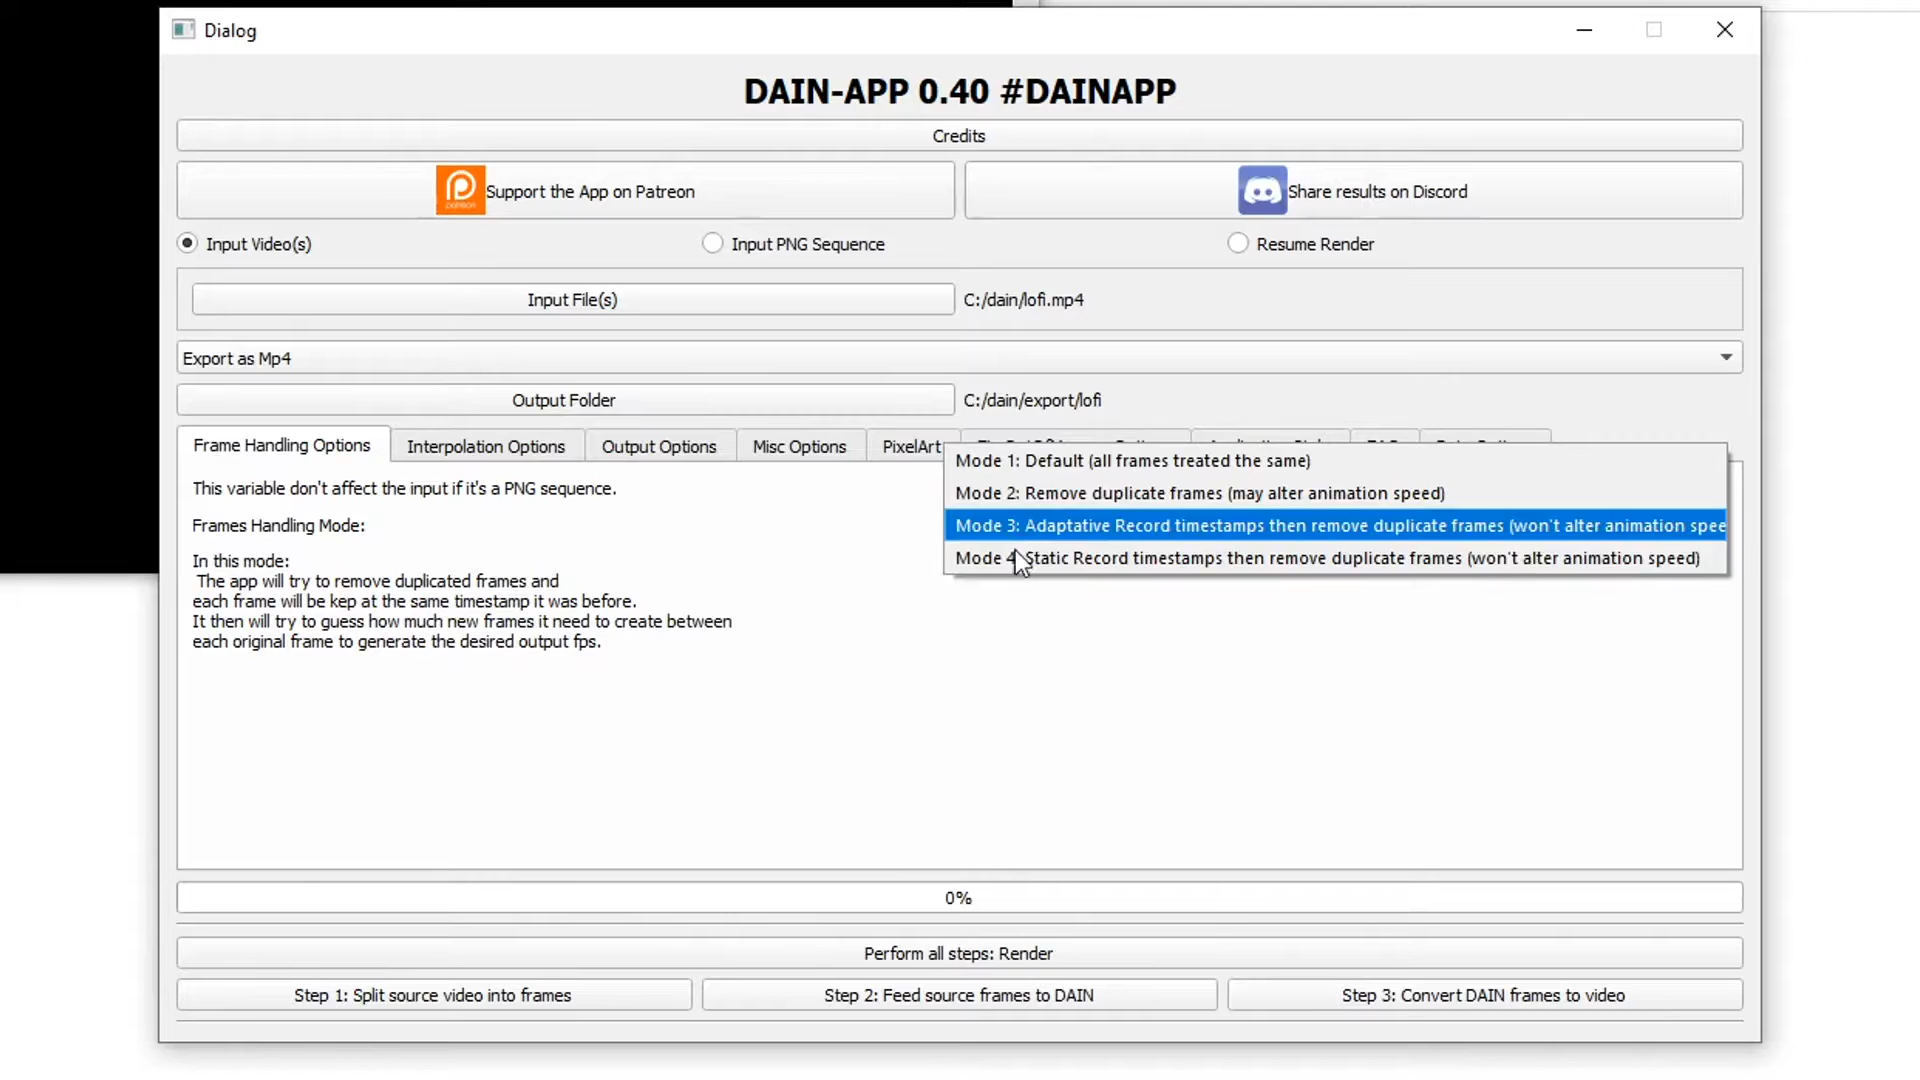 Dialog
DAIN-APP 0.40 #DAINAPP
Credits
Support the App on Patreon
Share results on Discord
Input Video(s)
Input PNG Sequence
Resume Render
Input File(s)
C:/dain/lofi.mp4
Export as Mp4
Output Folder
C:/dain/export/lofi
Frame Handling Options
Interpolation Options
Output Options
Misc Options
PixelArt
Mode 1: Default (all frames treated the same)
Mode 2: Remove duplicate frames (may alter animation speed)
Mode 3: Adaptative Record timestamps then remove duplicate frames (won't alter animation spee
Mode 4: Static Record timestamps then remove duplicate frames (won't alter animation speed)
This variable don't affect the input if it's a PNG sequence.
Frames Handling Mode:
In this mode:
The app will try to remove duplicated frames and
each frame will be kep at the same timestamp it was before.
It then will try to guess how much new frames it need to create between
each original frame to generate the desired output fps.
0%
Perform all steps: Render
Step 1: Split source video into frames
Step 2: Feed source frames to DAIN
Step 3: Convert DAIN frames to video